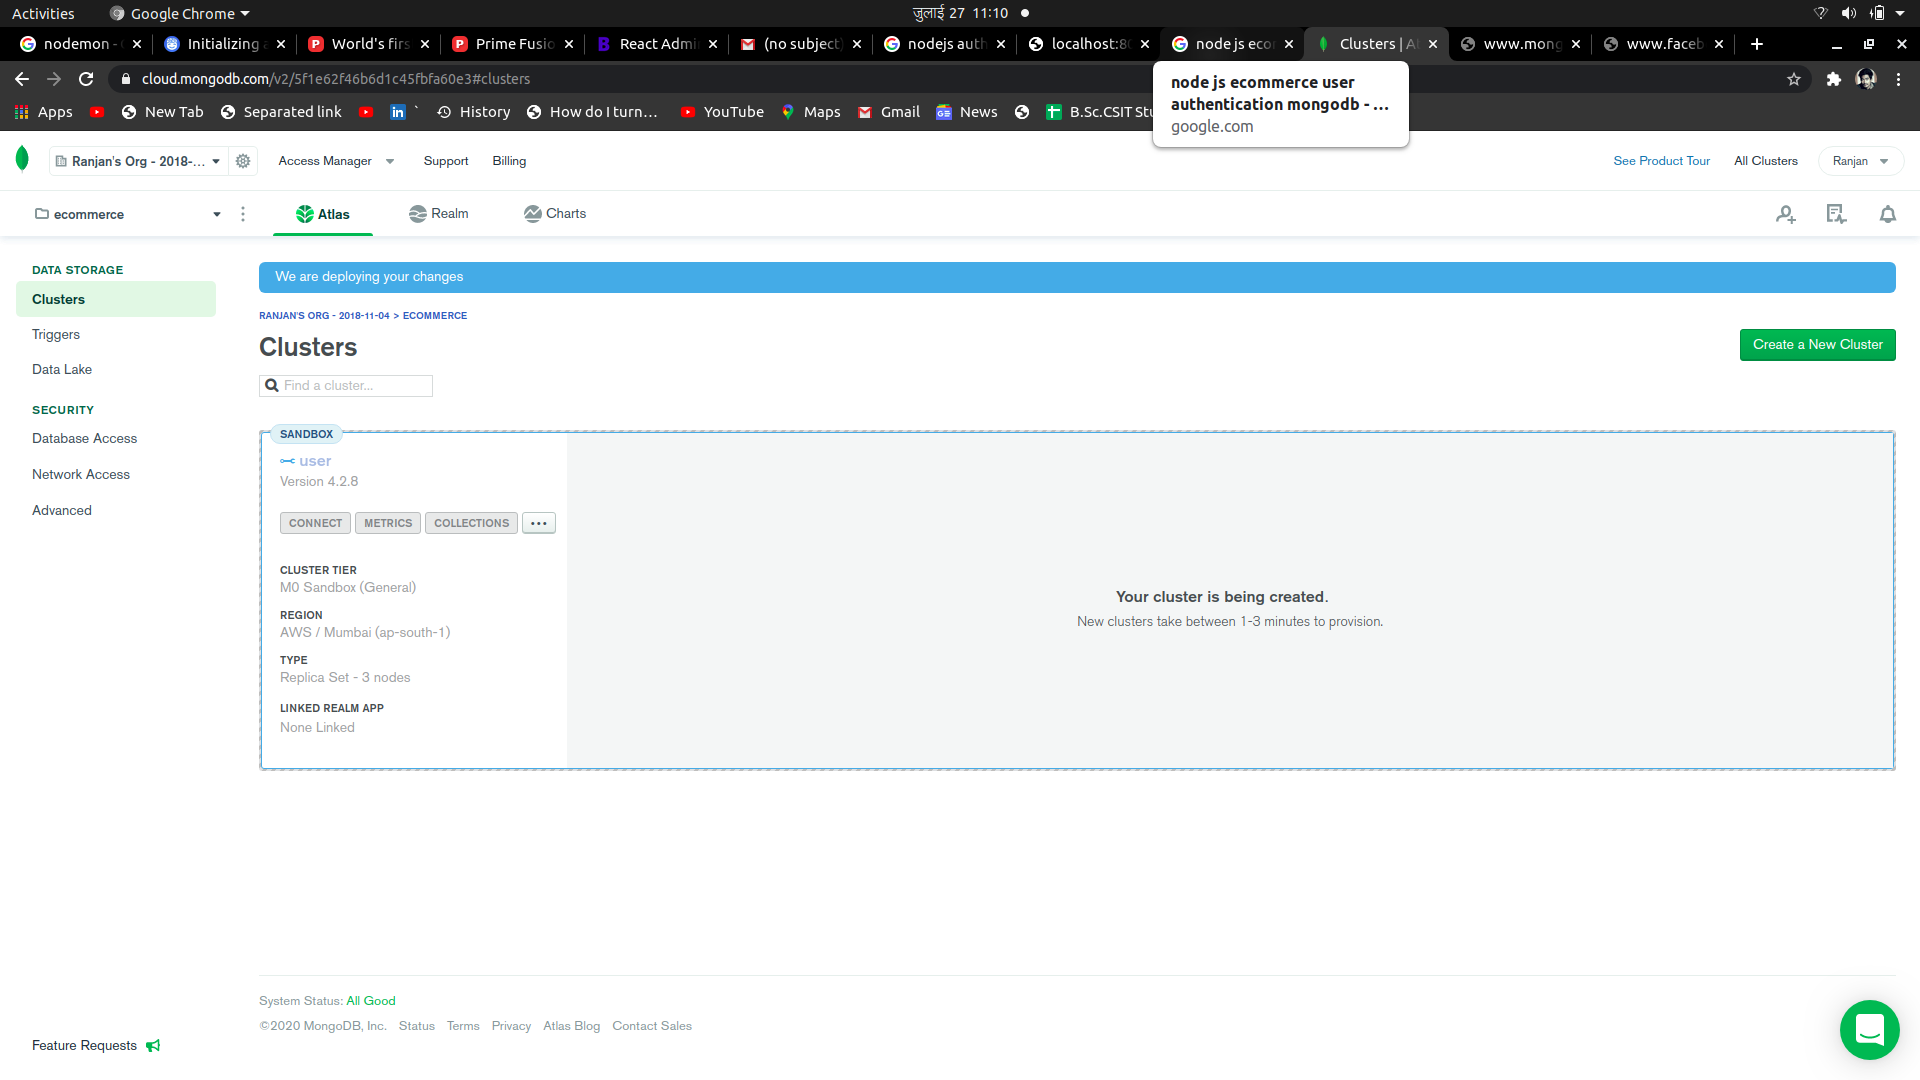 Activities
Google Chrome
जुलाई 27 11:10
nodemon -
Initializing
World's firs
Prime Fusio
React Admi
(no subject)
nodejs auth
localhost:80
node js ecor
Clusters | A
www.mong
www.faceb
cloud.mongodb.com/v2/5f1e62f46b6d1c45fbfa60e3#clusters
Apps
New Tab
Separated link
in
`
History
How do I turn...
YouTube
Maps
Gmail
News
B.Sc.CSIT Stu
node js ecommerce user
authentication mongodb - ...
google.com
Ranjan's Org - 2018-...
Access Manager
Support
Billing
See Product Tour
All Clusters
Ranjan
ecommerce
Atlas
Realm
Charts
DATA STORAGE
Clusters
Triggers
Data Lake
SECURITY
Database Access
Network Access
Advanced
Feature Requests
We are deploying your changes
RANJAN'S ORG - 2018-11-04 > ECOMMERCE
Clusters
Create a New Cluster
Find a cluster...
SANDBOX
user
Version 4.2.8
CONNECT
METRICS
COLLECTIONS
...
CLUSTER TIER
M0 Sandbox (General)
REGION
AWS / Mumbai (ap-south-1)
TYPE
Replica Set - 3 nodes
LINKED REALM APP
None Linked
Your cluster is being created.
New clusters take between 1-3 minutes to provision.
System Status: All Good
©2020 MongoDB, Inc. Status Terms Privacy Atlas Blog Contact Sales